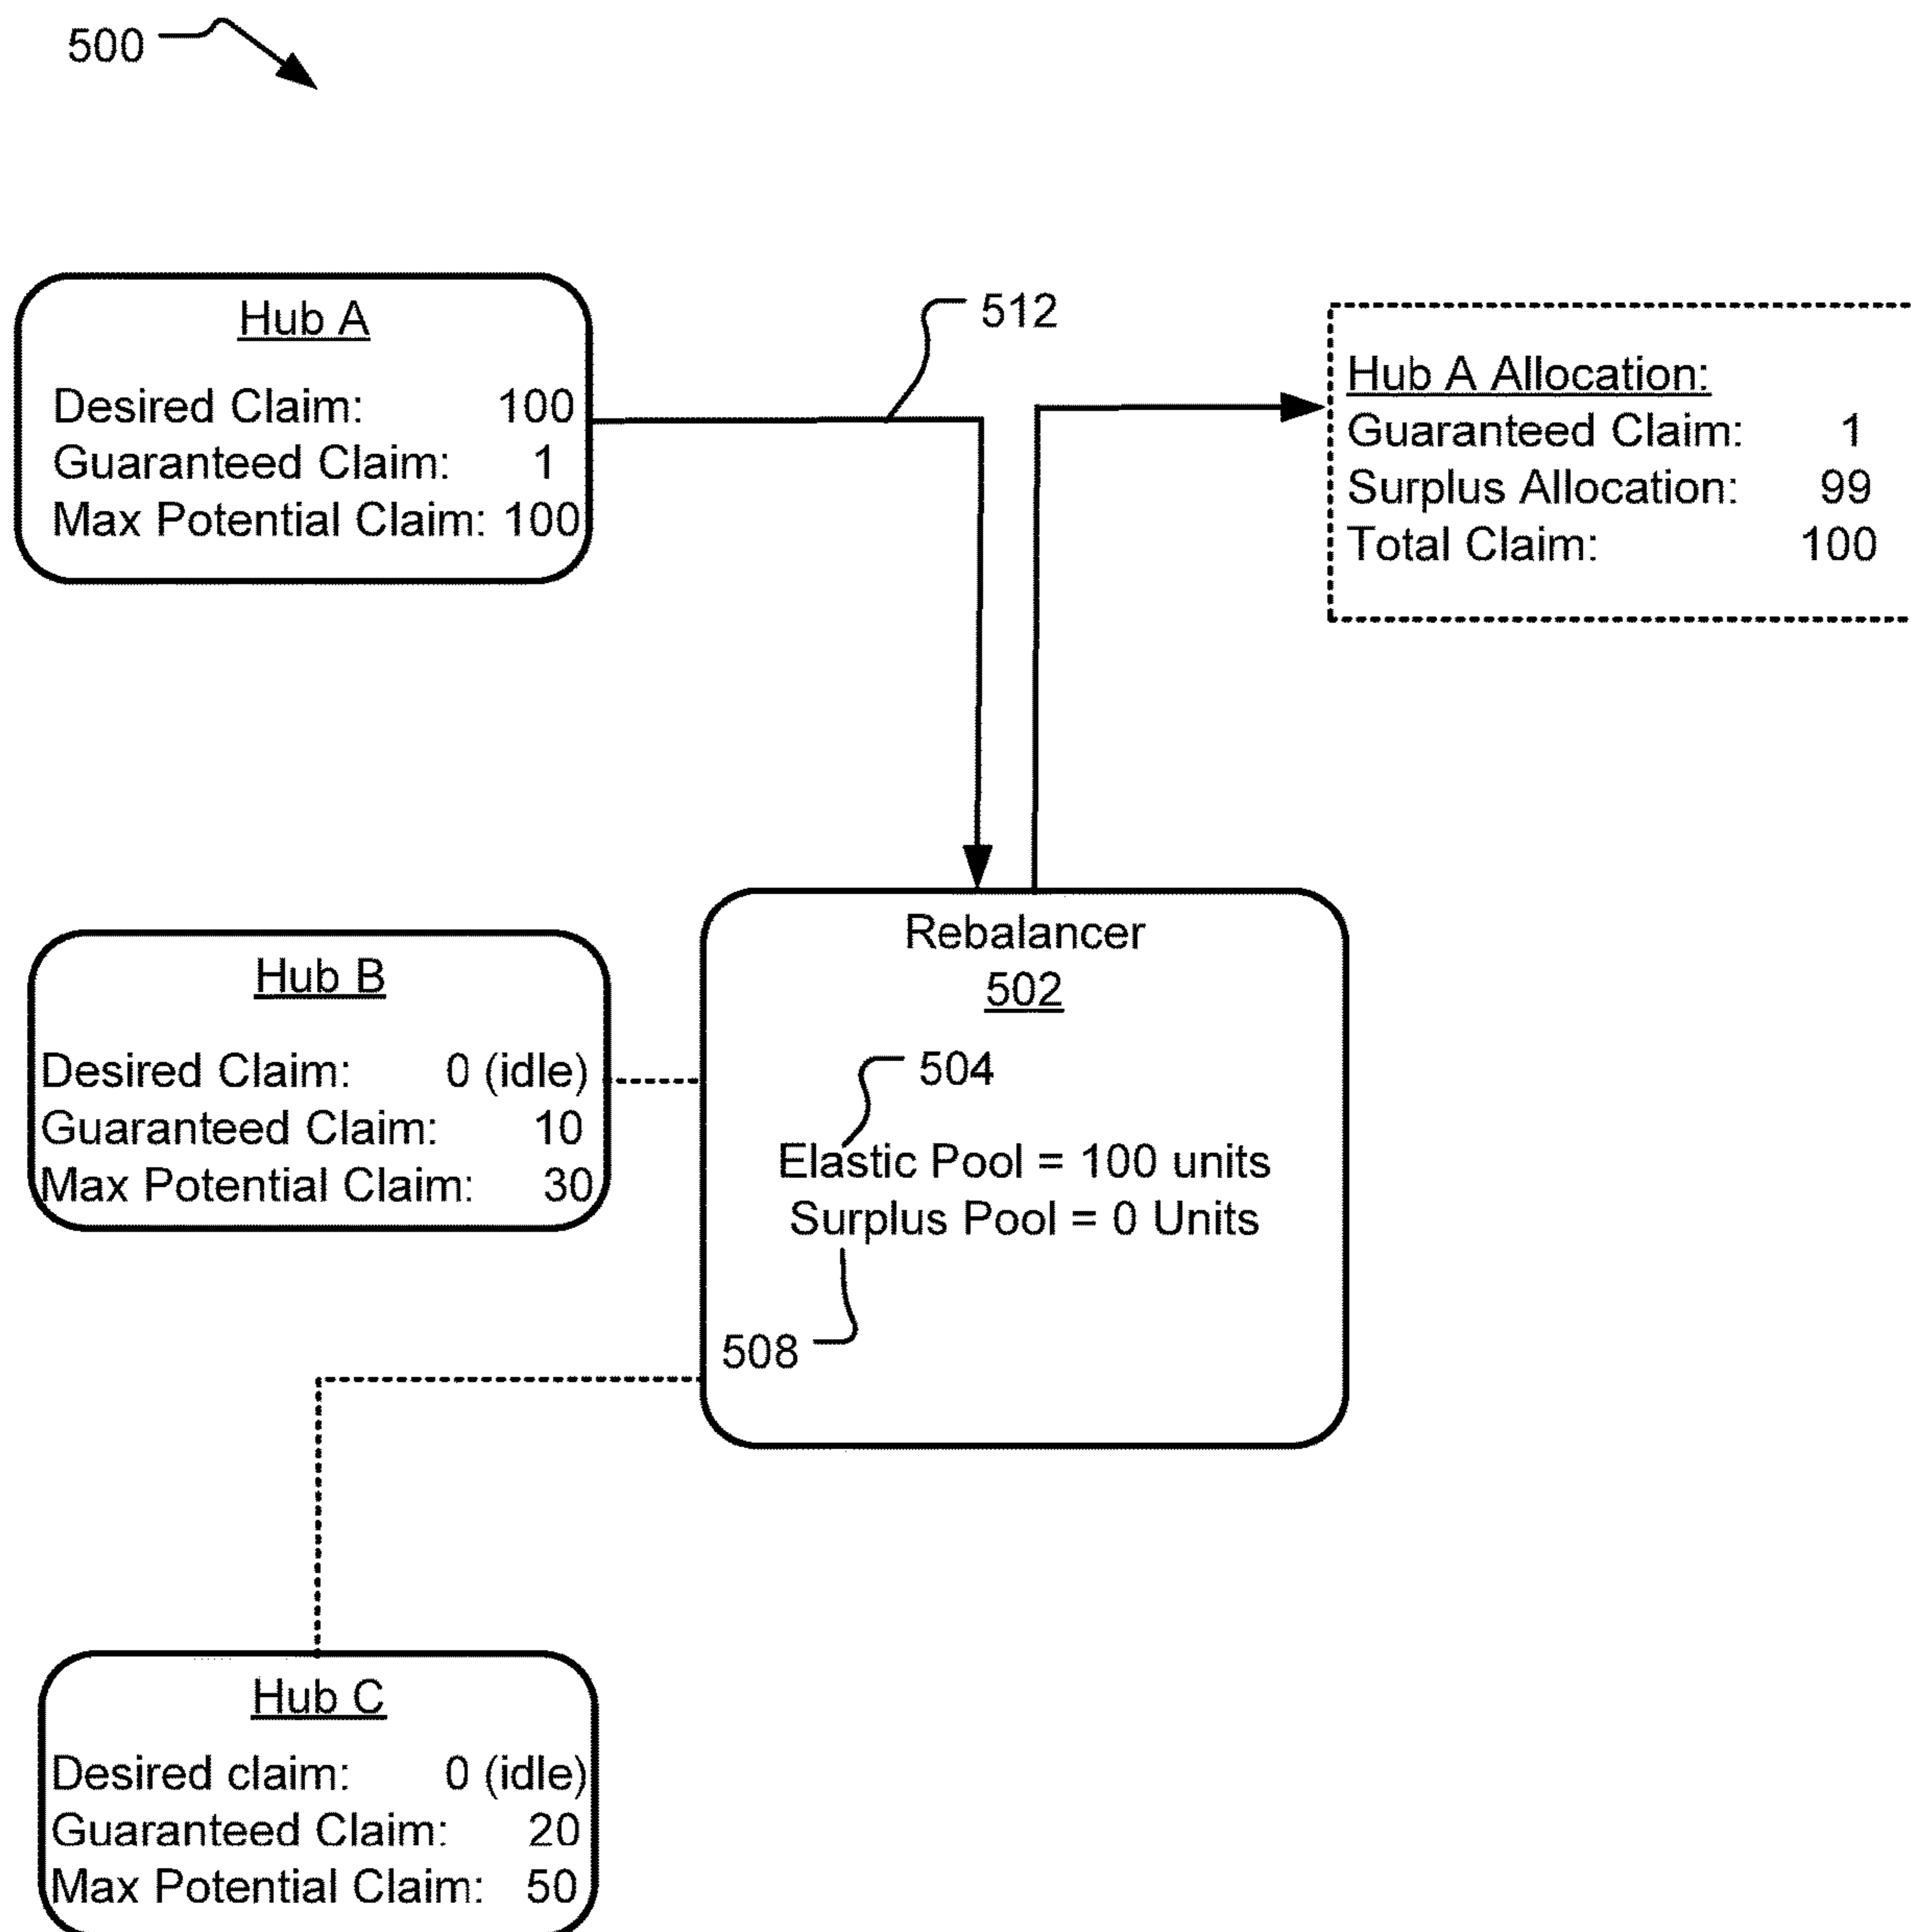 500
Hub A
Desired Claim: 100
Guaranteed Claim: 1
Max Potential Claim: 100
512
Hub A Allocation:
Guaranteed Claim: 1
Surplus Allocation: 99
Total Claim: 100
Hub B
Desired Claim: 0 (idle)
Guaranteed Claim: 10
Max Potential Claim: 30
Rebalancer
502
504
Elastic Pool = 100 units
Surplus Pool = 0 Units
508
Hub C
Desired claim: 0 (idle)
Guaranteed Claim: 20
Max Potential Claim: 50